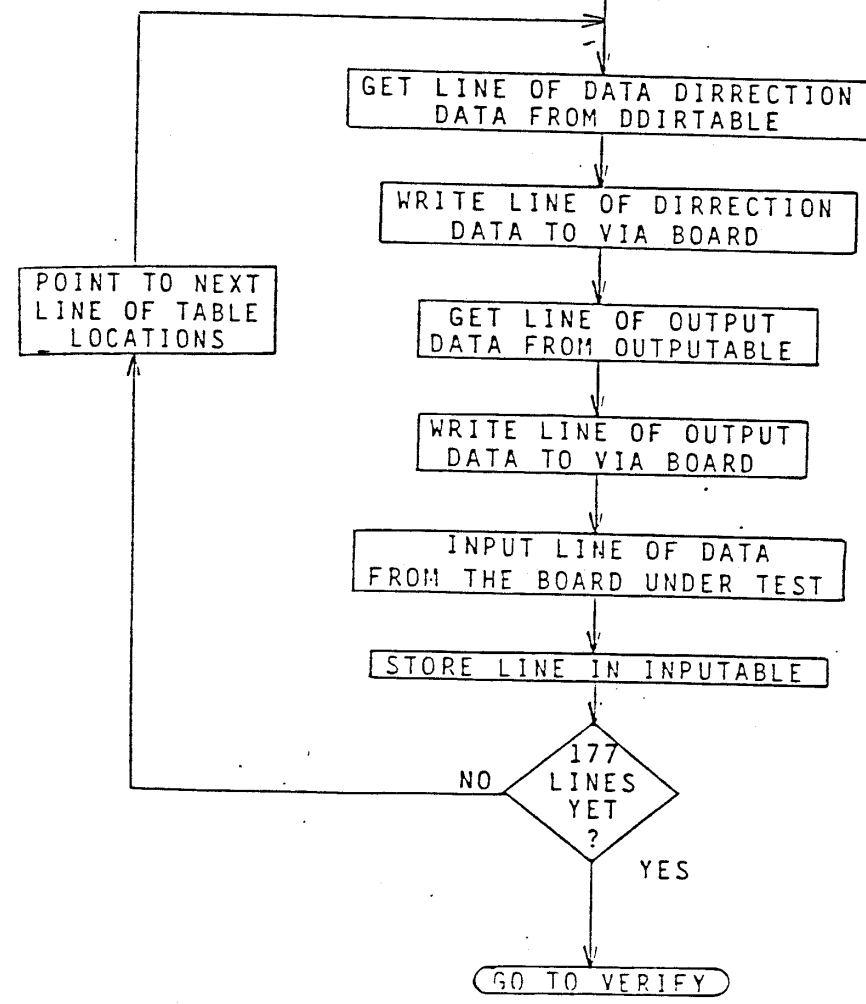 GET LINE OF DATA DIRRECTION
DATA FROM DDIRTABLE
WRITE LINE OF DIRRECTION
DATA TO VIA BOARD
POINT TO NEXT
LINE OF TABLE
LOCATIONS
GET LINE OF OUTPUT
DATA FROM OUTPUTABLE
WRITE LINE OF OUTPUT
DATA TO VIA BOARD
INPUT LINE OF DATA
FROM THE BOARD UNDER TEST
STORE LINE IN INPUTABLE
177
LINES
YET
?
NO
YES
GO TO VERIFY